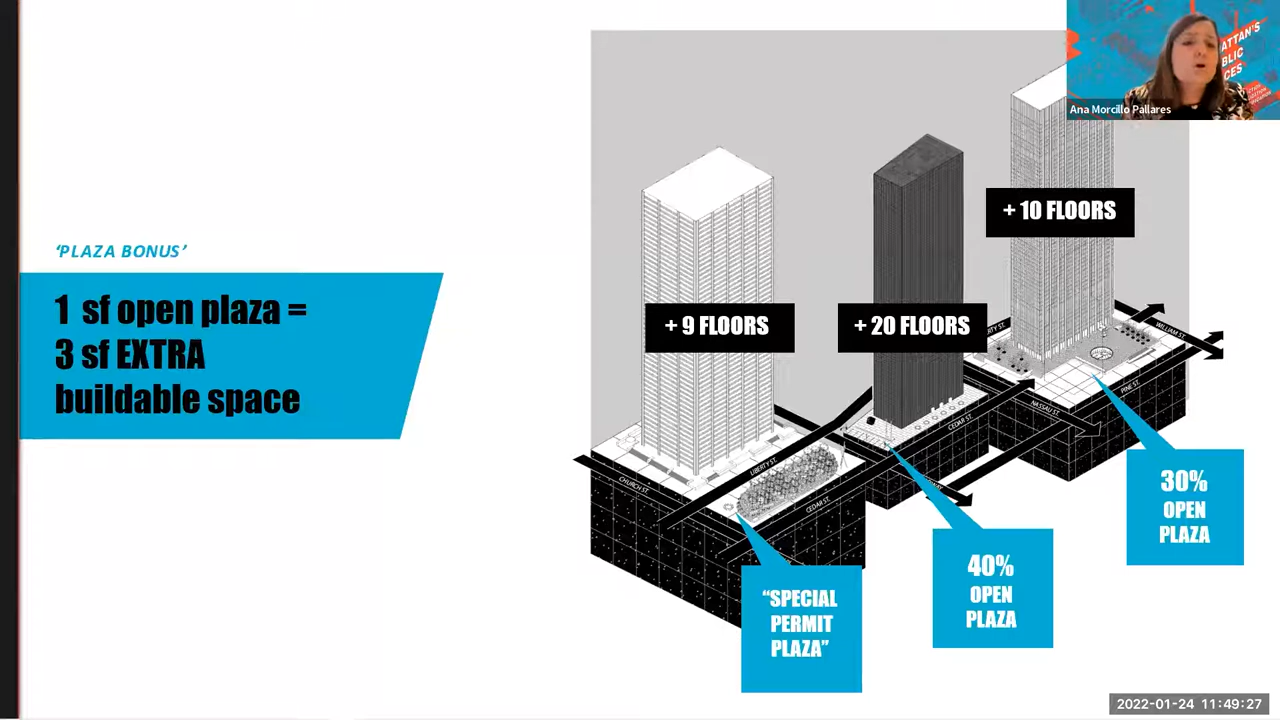 ‘PLAZA BONUS’
1 sf open plaza =
3 sf EXTRA
buildable space
+ 9 FLOORS
+ 20 FLOORS
+ 10 FLOORS
CHURCH ST.
LIBERTY ST.
CEDAR ST.
CEDAR ST.
NASSAU ST.
PINE ST.
WILLIAM ST.
“SPECIAL
PERMIT
PLAZA”
40%
OPEN
PLAZA
30%
OPEN
PLAZA
Ana Morcillo Pallares
2022-01-24 11:49:27